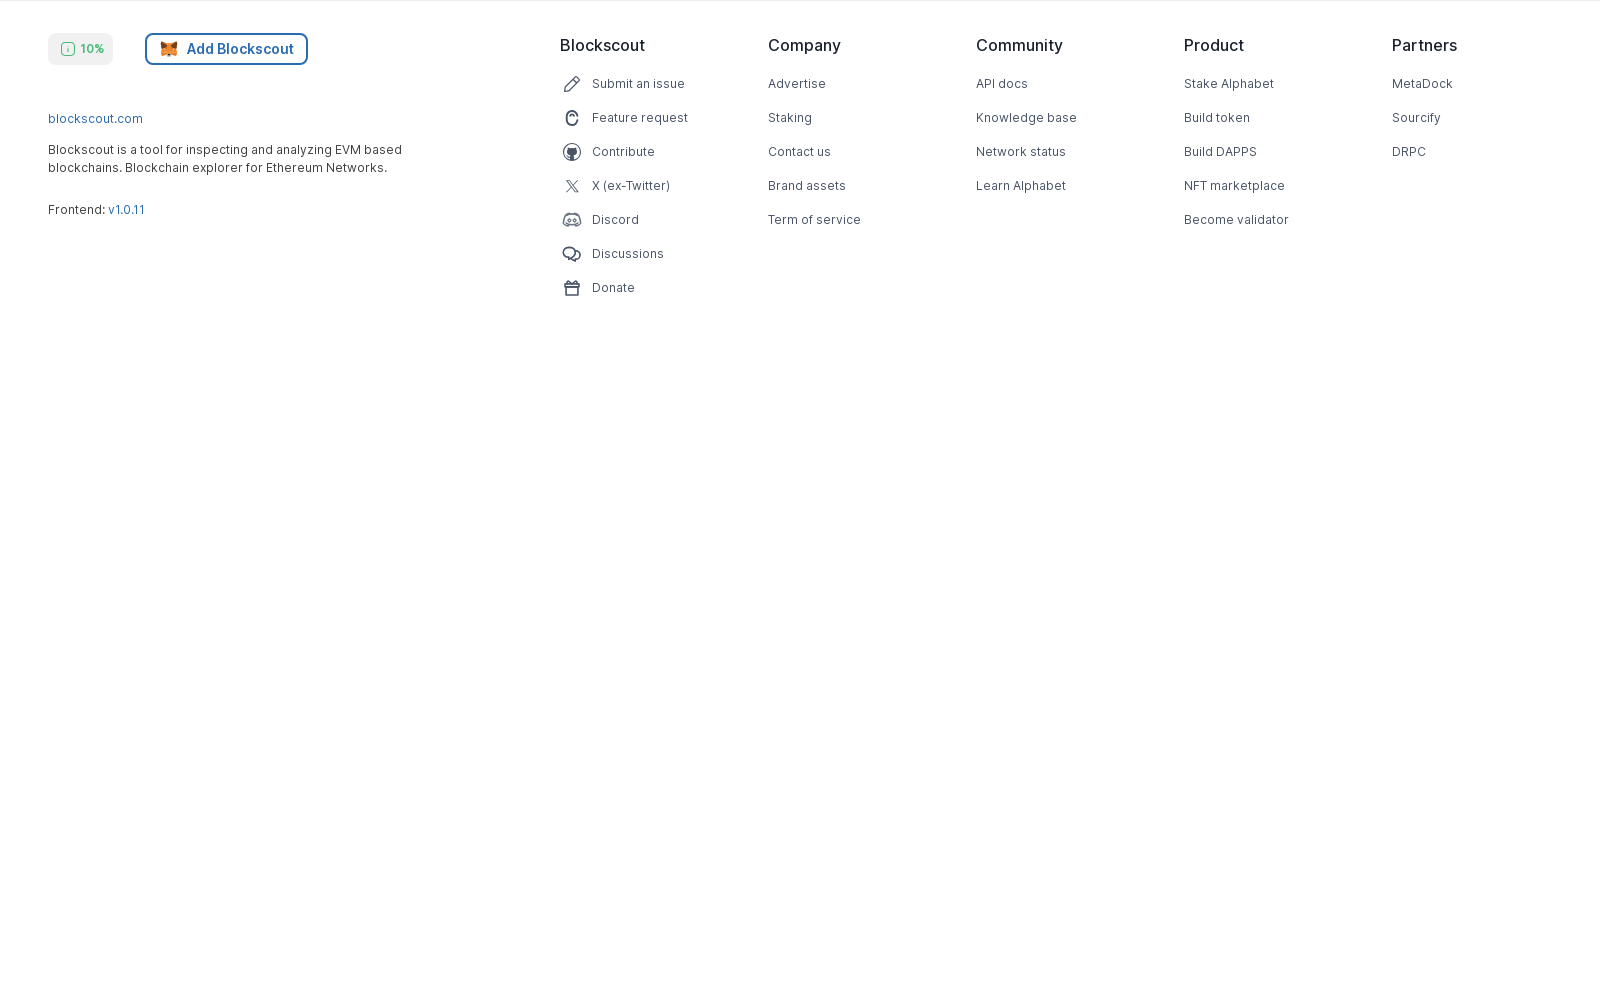 10%
Add Blockscout
blockscout.com
Blockscout is a tool for inspecting and analyzing EVM based
blockchains. Blockchain explorer for Ethereum Networks.
Frontend: v1.0.11
Blockscout
Submit an issue
Feature request
Contribute
X (ex-Twitter)
Discord
Discussions
Donate
Company
Advertise
Staking
Contact us
Brand assets
Term of service
Community
API docs
Knowledge base
Network status
Learn Alphabet
Product
Stake Alphabet
Build token
Build DAPPS
NFT marketplace
Become validator
Partners
MetaDock
Sourcify
DRPC